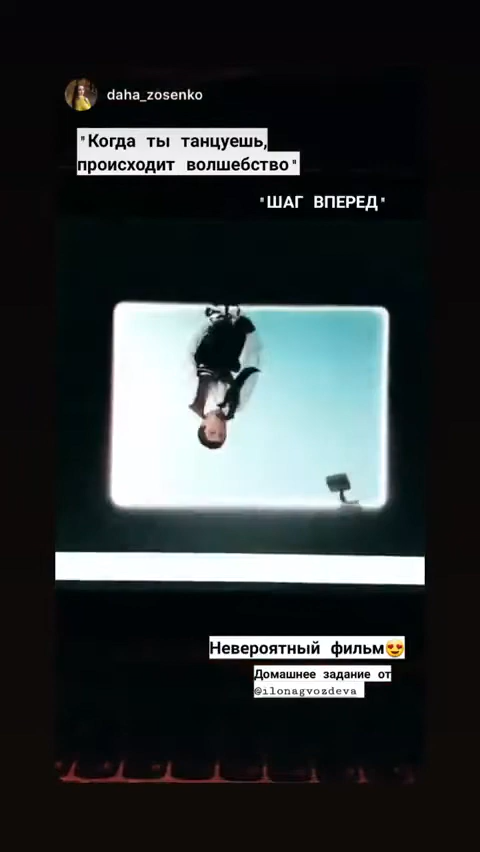 daha_zosenko
"Когда ты танцуешь,
происходит волшебство"
"ШАГ ВПЕРЕД"
Невероятный фильм😍
Домашнее задание от
@ilonagvozdeva